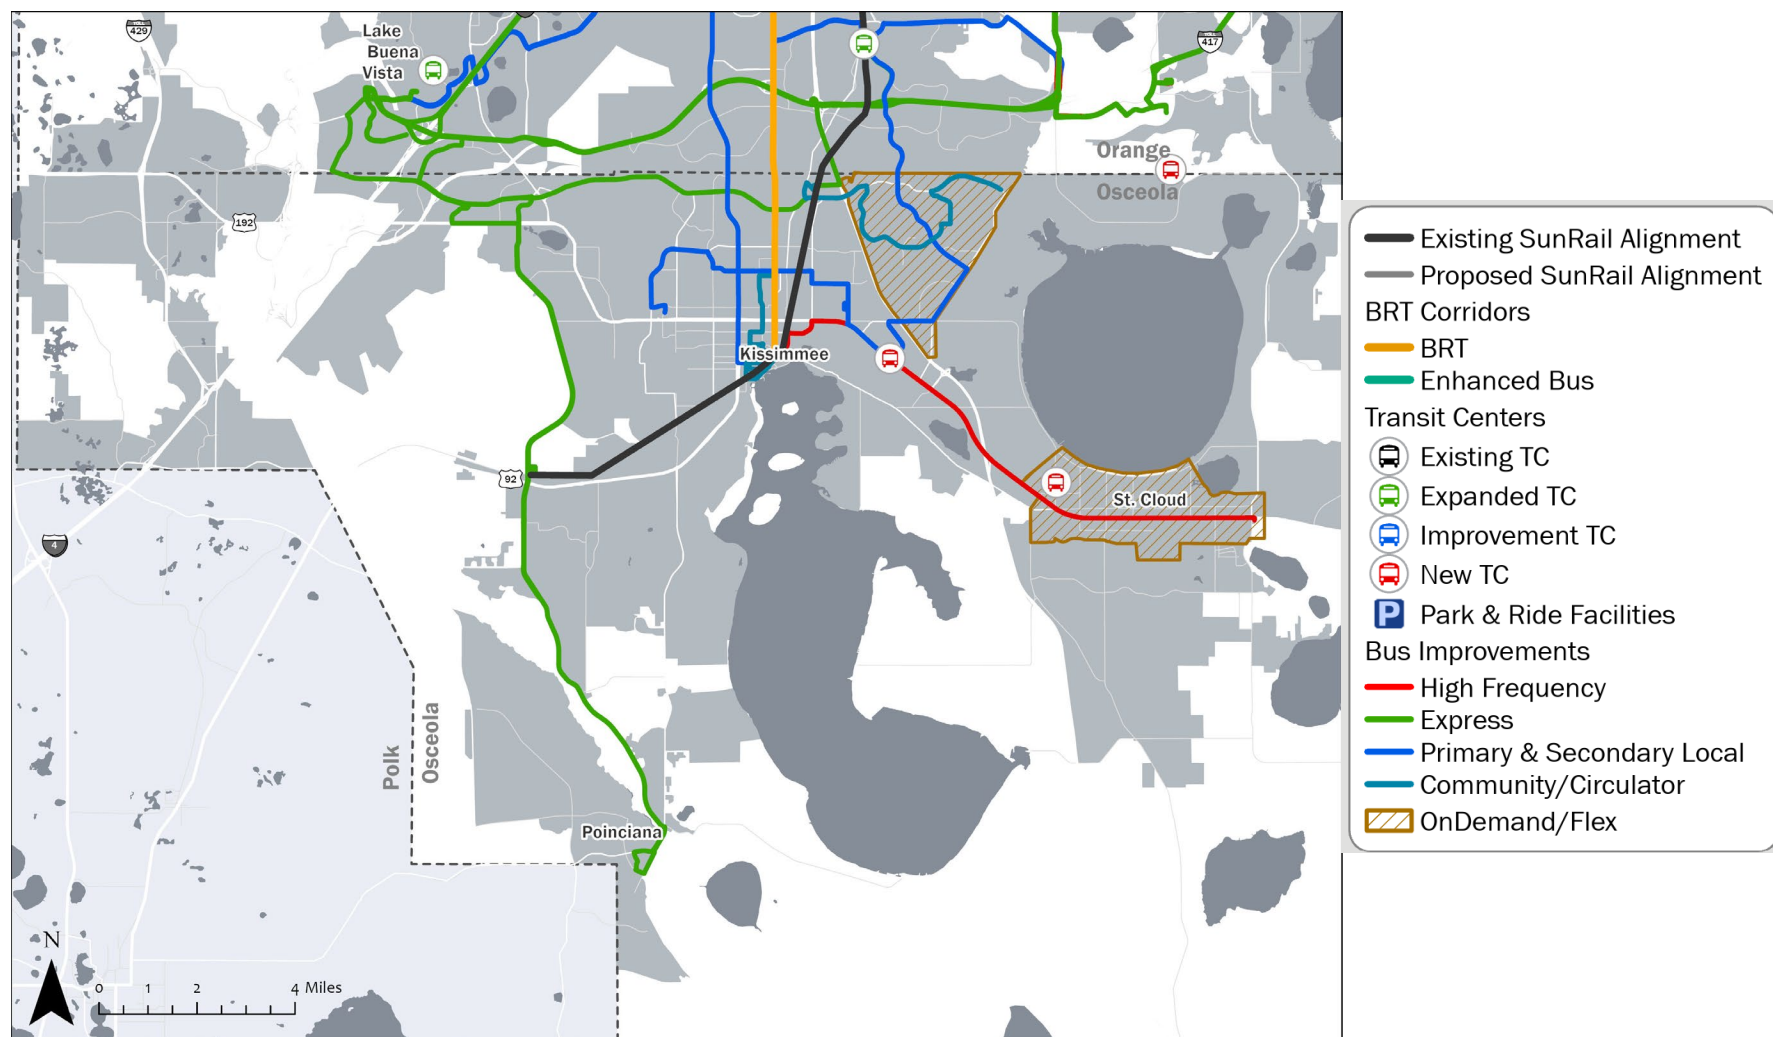 429
Lake
Buena
Vista
417
Orange
Osceola
192
Kissimmee
92
St. Cloud
4
Polk
Osceola
Poinciana
N
0 1 2 4 Miles
Existing SunRail Alignment
Proposed SunRail Alignment
BRT Corridors
BRT
Enhanced Bus
Transit Centers
Existing TC
Expanded TC
Improvement TC
New TC
P Park & Ride Facilities
Bus Improvements
High Frequency
Express
Primary & Secondary Local
Community/Circulator
OnDemand/Flex